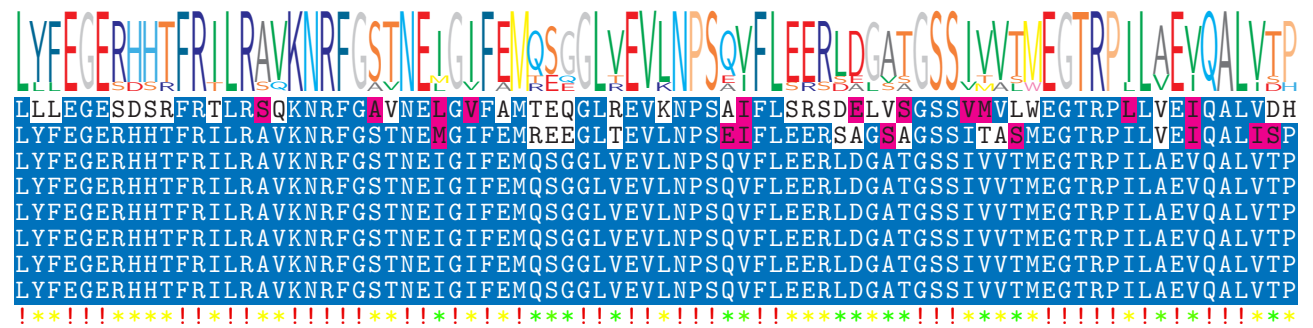 LYFEGERHHTFRILRAVKNRFGSTNEIGIFEMQSGGLVEVLNPSQVFLEERLDGATGSSIVVTMEGTRPILAEVQALVTP
LLLEGESDSRFRTLRSQKNRFGAVNELGVFAMTEQGLREVKNPSAIFLSRSDELVSGSSVMVLWEGTRPLLVEIQALVDH
LYFEGERHHTFRILRAVKNRFGSTNEMGIFEMREEGLTEVLNPSEIFLEERSAGSAGSSITASMEGTRPILVEIQALISP
LYFEGERHHTFRILRAVKNRFGSTNEIGIFEMQSGGLVEVLNPSQVFLEERLDGATGSSIVVTMEGTRPILAEVQALVTP
LYFEGERHHTFRILRAVKNRFGSTNEIGIFEMQSGGLVEVLNPSQVFLEERLDGATGSSIVVTMEGTRPILAEVQALVTP
LYFEGERHHTFRILRAVKNRFGSTNEIGIFEMQSGGLVEVLNPSQVFLEERLDGATGSSIVVTMEGTRPILAEVQALVTP
LYFEGERHHTFRILRAVKNRFGSTNEIGIFEMQSGGLVEVLNPSQVFLEERLDGATGSSIVVTMEGTRPILAEVQALVTP
LYFEGERHHTFRILRAVKNRFGSTNEIGIFEMQSGGLVEVLNPSQVFLEERLDGATGSSIVVTMEGTRPILAEVQALVTP
LYFEGERHHTFRILRAVKNRFGSTNEIGIFEMQSGGLVEVLNPSQVFLEERLDGATGSSIVVTMEGTRPILAEVQALVTP
!**!!!****!!*!!**!!!!!**!!*!*!*!***!!*!!*!!!**!!********!!!*****!!!!!*!*!*!!!***